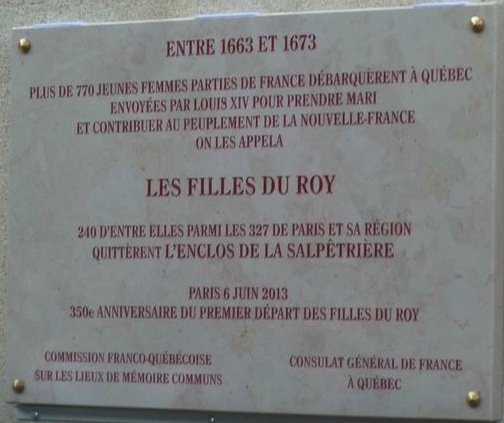 ENTRE 1663 ET 1673
PLUS DE 770 JEUNES FEMMES PARTIES DE FRANCE DÉBARQUÈRENT À QUÉBEC
ENVOYÉES PAR LOUIS XIV POUR PRENDRE MARI
ET CONTRIBUER AU PEUPLEMENT DE LA NOUVELLE-FRANCE
ON LES APPELA
LES FILLES DU ROY
240 D'ENTRE ELLES PARMI LES 327 DE PARIS ET SA RÉGION
QUITTÈRENT L'ENCLOS DE LA SALPÊTRIÈRE
PARIS 6 JUIN 2013
350e ANNIVERSAIRE DU PREMIER DÉPART DES FILLES DU ROY
COMMISSION FRANCO-QUÉBÉCOISE
SUR LES LIEUX DE MÉMOIRE COMMUNS
CONSULAT GÉNÉRAL DE FRANCE
À QUÉBEC